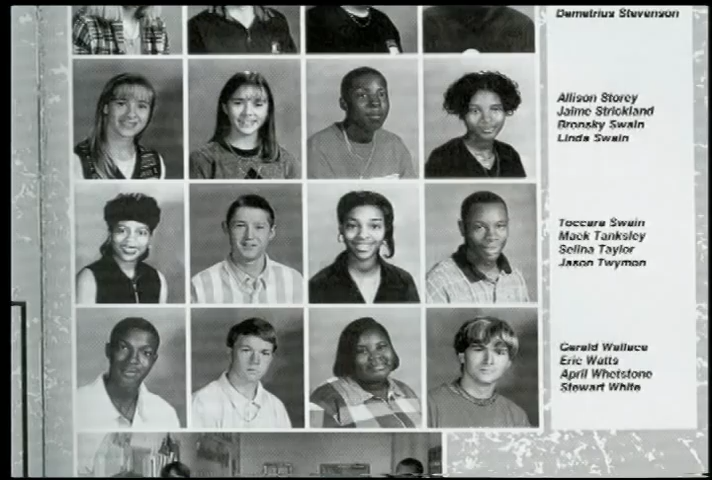 Demetrius Stevenson
Allison Storey
Jaime Strickland
Bronsky Swain
Linda Swain
Toccara Swain
Mack Tanksley
Selina Taylor
Jason Twymon
Gerald Wallace
Eric Watts
April Whetstone
Stewart White